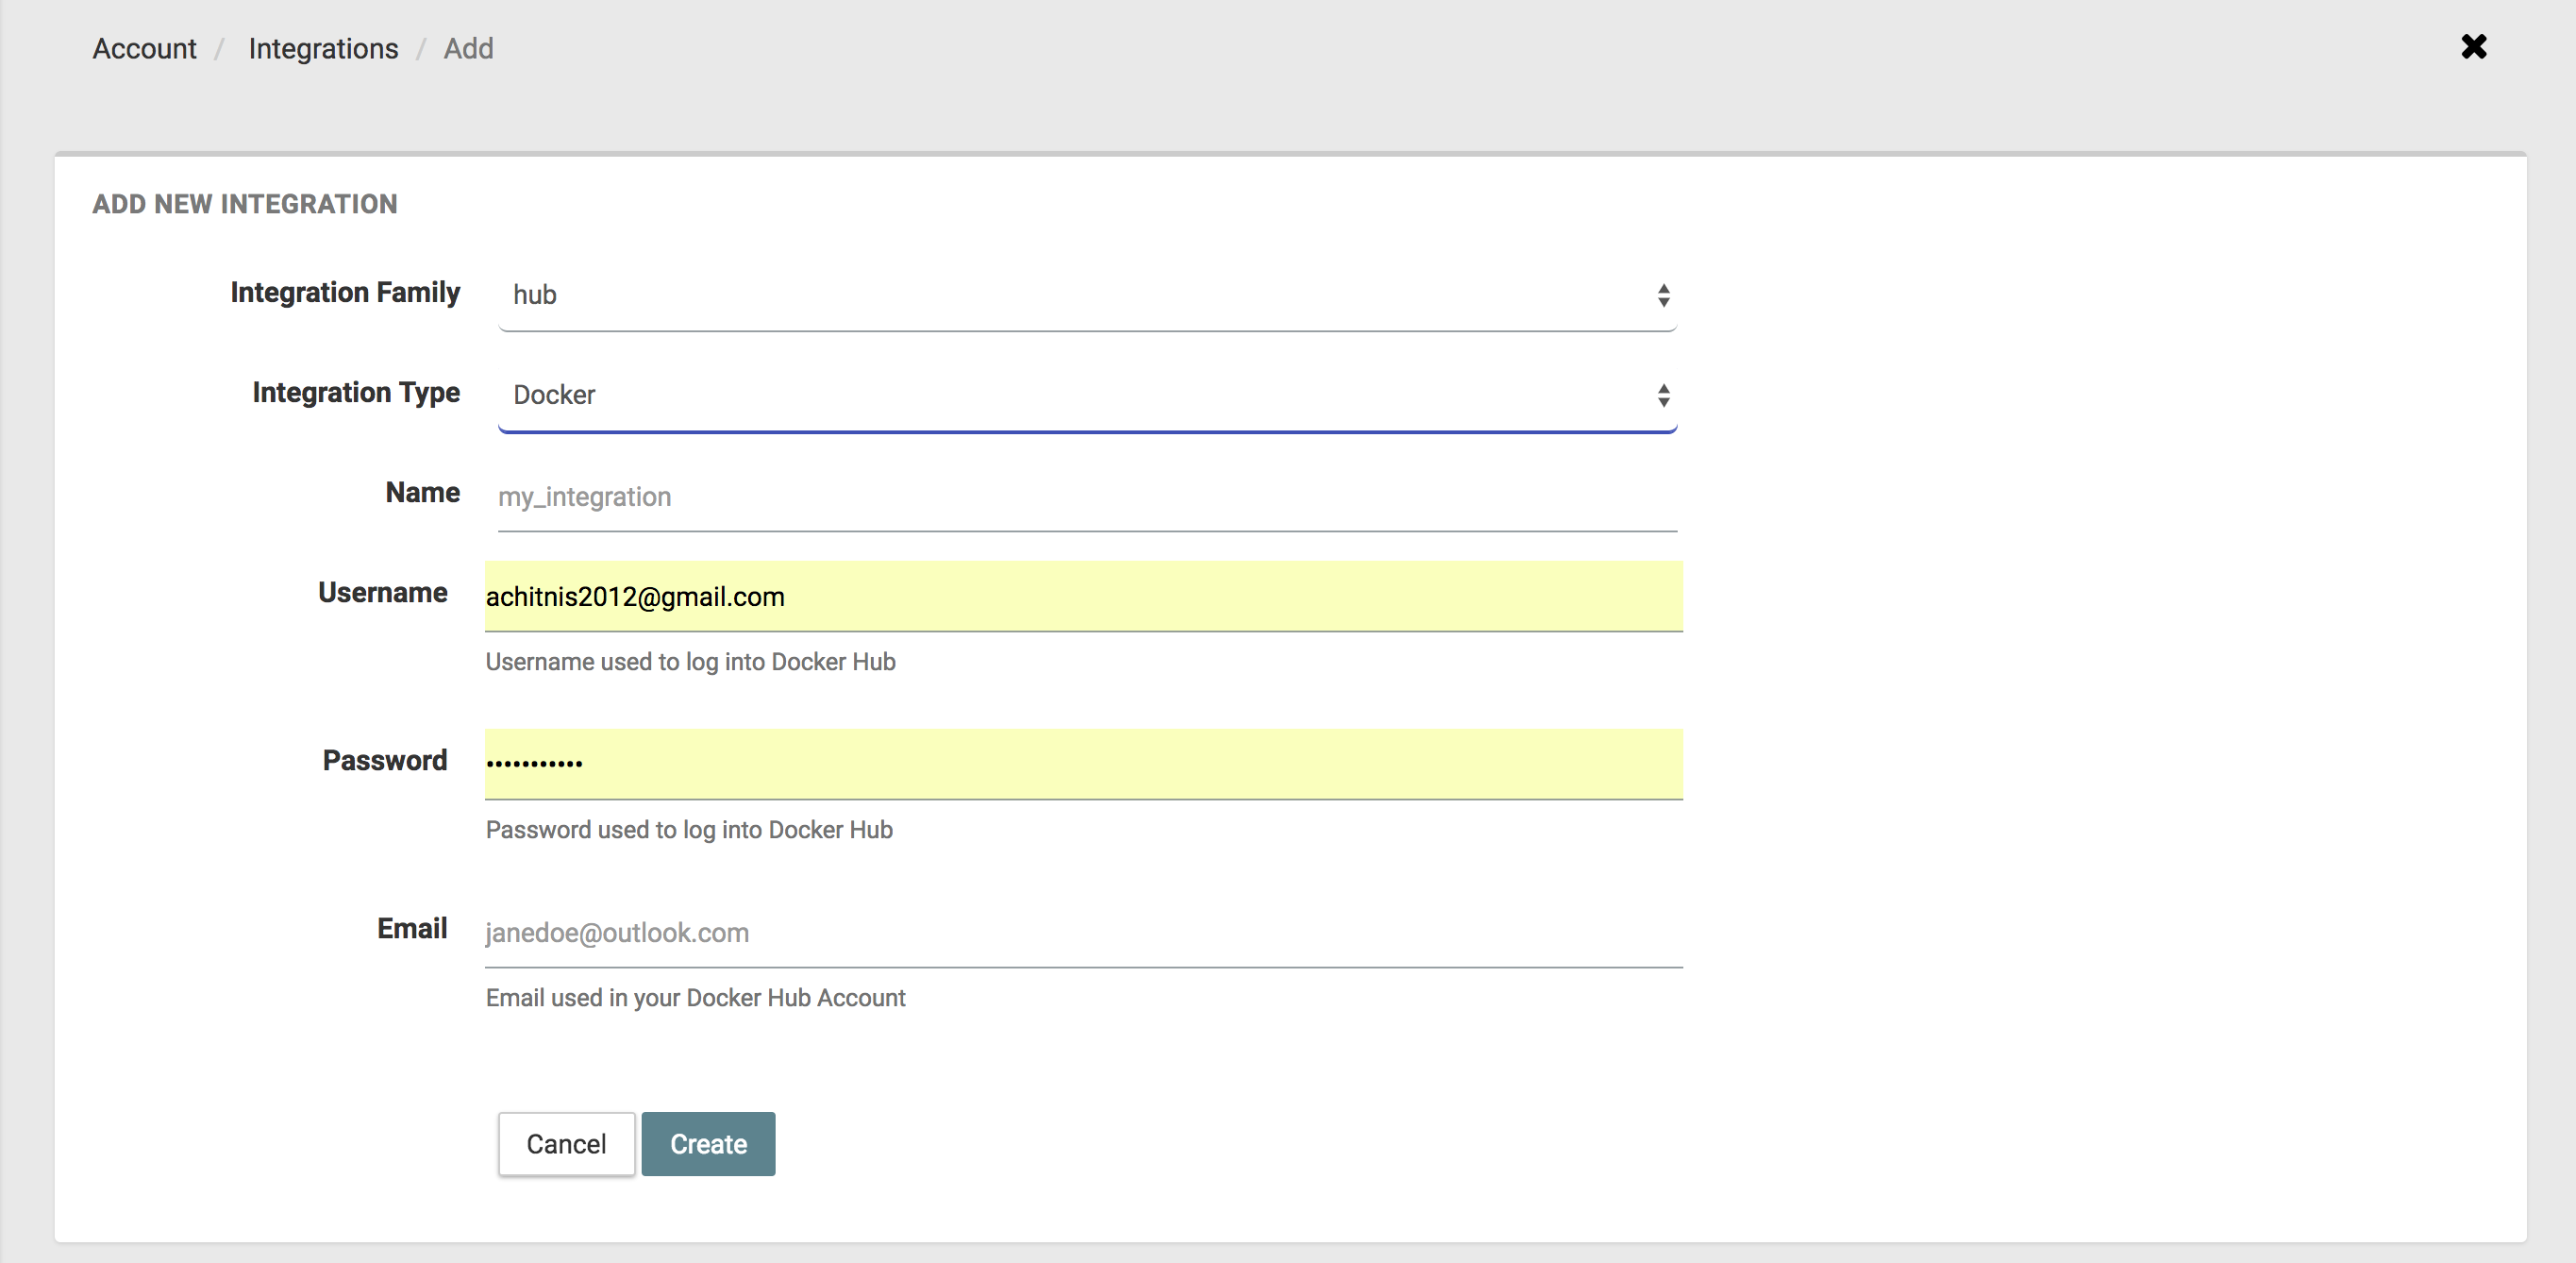 Account / Integrations / Add
ADD NEW INTEGRATION
Integration Family hub
Integration Type Docker
Name my_integration
Username achitnis2012@gmail.com
Username used to log into Docker Hub
Password •••••••••••
Password used to log into Docker Hub
Email janedoe@outlook.com
Email used in your Docker Hub Account
Cancel Create